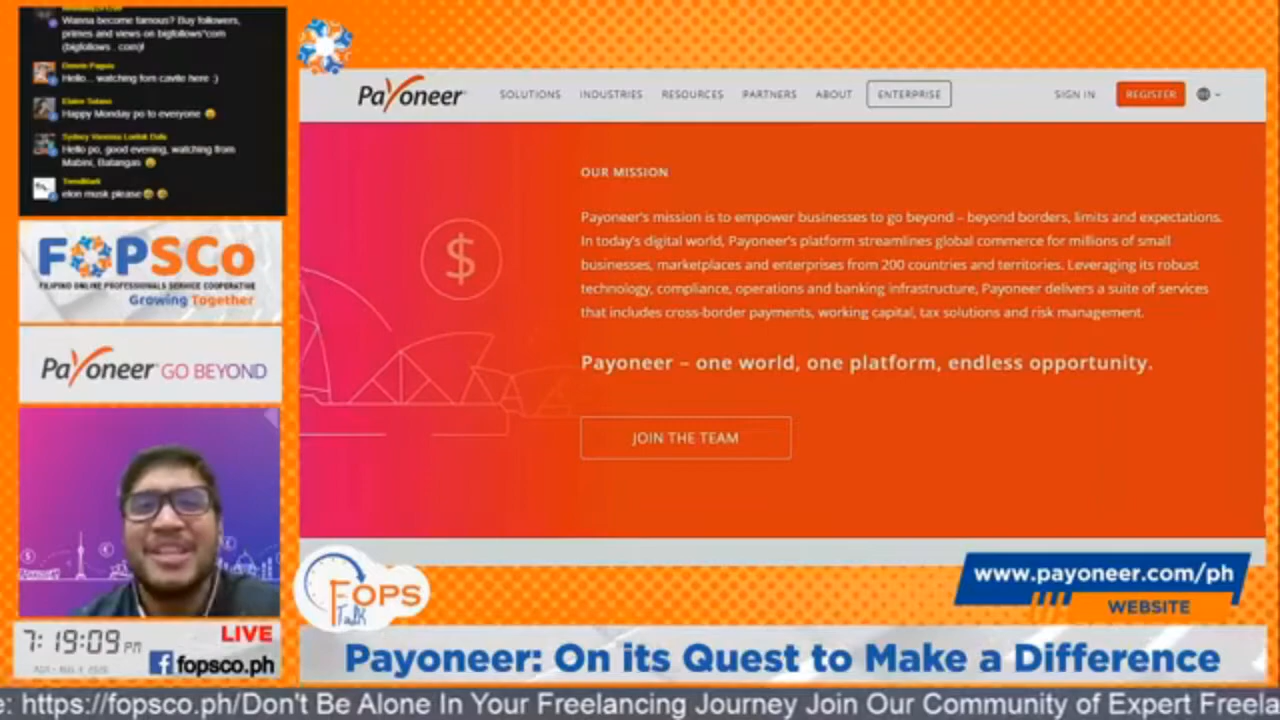 Wanna become famous? Buy followers,
primes and views on bigfollows*com
(bigfollows . com)!
Hello... watching fom cavite here :)
Elaine Solano
Happy Monday po to everyone
Hello po, good evening, watching from
Mabini, Batangas
elon musk please
FOPSCo
FILIPINO ONLINE PROFESSIONALS SERVICE COOPERATIVE
Growing Together
Payoneer GO BEYOND
7:19:09 PM
LIVE
fopsco.ph
Payoneer
SOLUTIONS INDUSTRIES RESOURCES PARTNERS ABOUT ENTERPRISE SIGN IN REGISTER
OUR MISSION
Payoneer's mission is to empower businesses to go beyond – beyond borders, limits and expectations.
In today's digital world, Payoneer's platform streamlines global commerce for millions of small
businesses, marketplaces and enterprises from 200 countries and territories. Leveraging its robust
technology, compliance, operations and banking infrastructure, Payoneer delivers a suite of services
that includes cross-border payments, working capital, tax solutions and risk management.
Payoneer – one world, one platform, endless opportunity.
JOIN THE TEAM
FOPS
Talk
www.payoneer.com/ph
WEBSITE
Payoneer: On its Quest to Make a Difference
e: https://fopsco.ph/Don't Be Alone In Your Freelancing Journey Join Our Community of Expert Freela